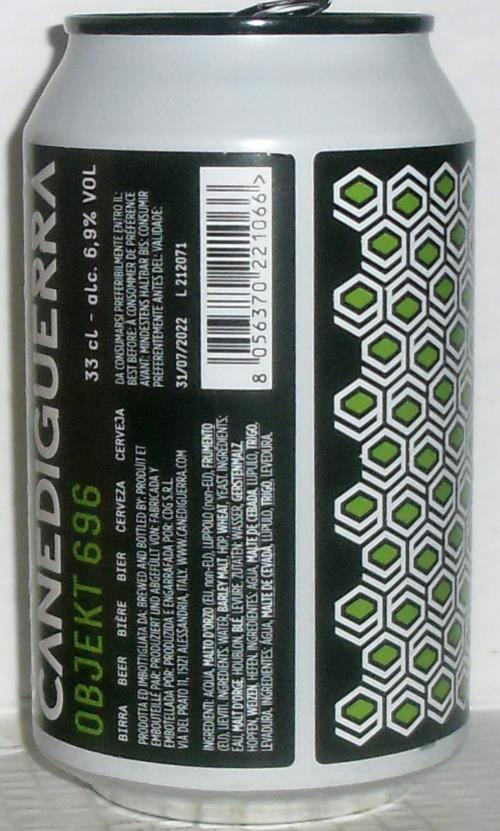 CANEDIGUERRA
OBJEKT 696
33 cl - alc. 6,9% VOL
BIRRA BEER BIÈRE BIER CERVEZA CERVEJA
PRODOTTA ED IMBOTTIGLIATA DA: BREWED AND BOTTLED BY: PRODUIT ET
EMBOUTEILLÉ PAR: PRODUZIERT UND ABGEFÜLLT VON: FABRICADA Y
EMBOTELLADA POR: PRODUZIDA E ENGARRAFADA POR: CDG S.R.L.
VIA DEL PRATO 11, 15121 ALESSANDRIA, ITALY. WWW.CANEDIGUERRA.COM
DA CONSUMARSI PREFERIBILMENTE ENTRO IL:
BEST BEFORE: À CONSOMMER DE PRÉFÉRENCE
AVANT: MINDESTENS HALTBAR BIS: CONSUMIR
PREFERENTEMENTE ANTES DEL: VALIDADE:
31/07/2022 L 212071
INGREDIENTI: ACQUA, MALTO D'ORZO (EU, non-EU), LUPPOLO (non-EU), FRUMENTO
(EU), LIEVITI. INGREDIENTS: WATER, BARLEY MALT, HOP, WHEAT, YEAST. INGRÉDIENTS:
EAU, MALT D'ORGE, HOUBLON, BLÉ, LEVURE. ZUTATEN: WASSER, GERSTENMALZ,
HOPFEN, WEIZEN, HEFEN. INGREDIENTES: AGUA, MALTE DE CEBADA, LÚPULO, TRIGO,
LEVADURA. INGREDIENTES: ÁGUA, MALTE DE CEVADA, LÚPULO, TRIGO, LEVEDURA.
8 056370 221066 >